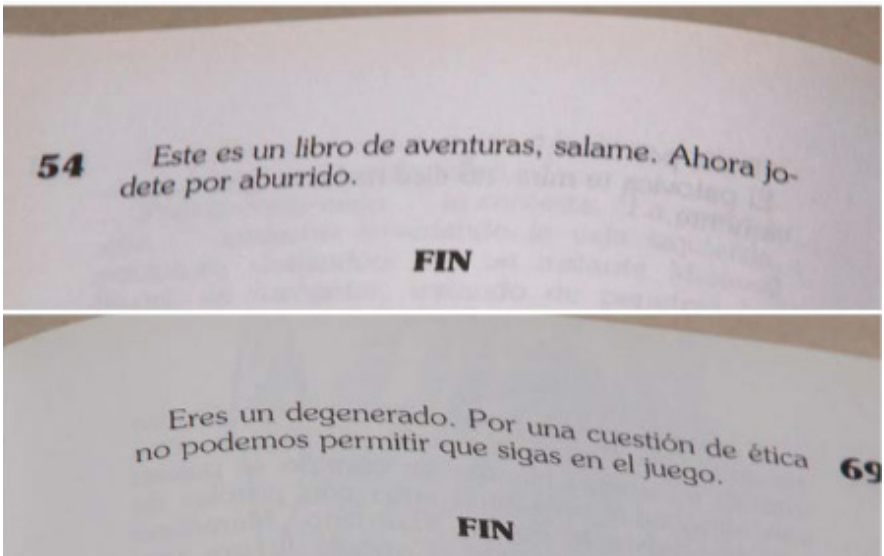 54 Este es un libro de aventuras, salame. Ahora jo-
dete por aburrido.
FIN
Eres un degenerado. Por una cuestión de ética
no podemos permitir que sigas en el juego. 69
FIN